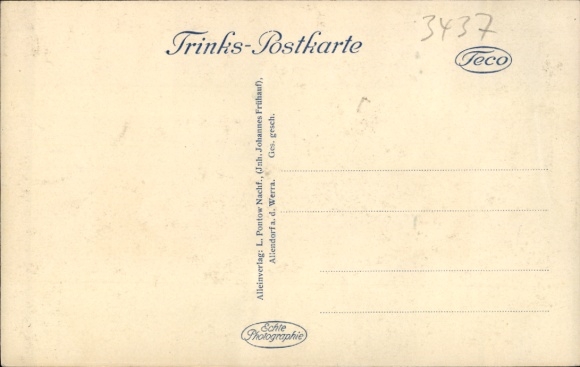 3437
Trinks-Postkarte
Teco
Alleinverlag: L. Pontow Nachf., (Inh. Johannes Frühauf),
Allendorf a. d. Werra. Ges. gesch.
Echte
Photographie